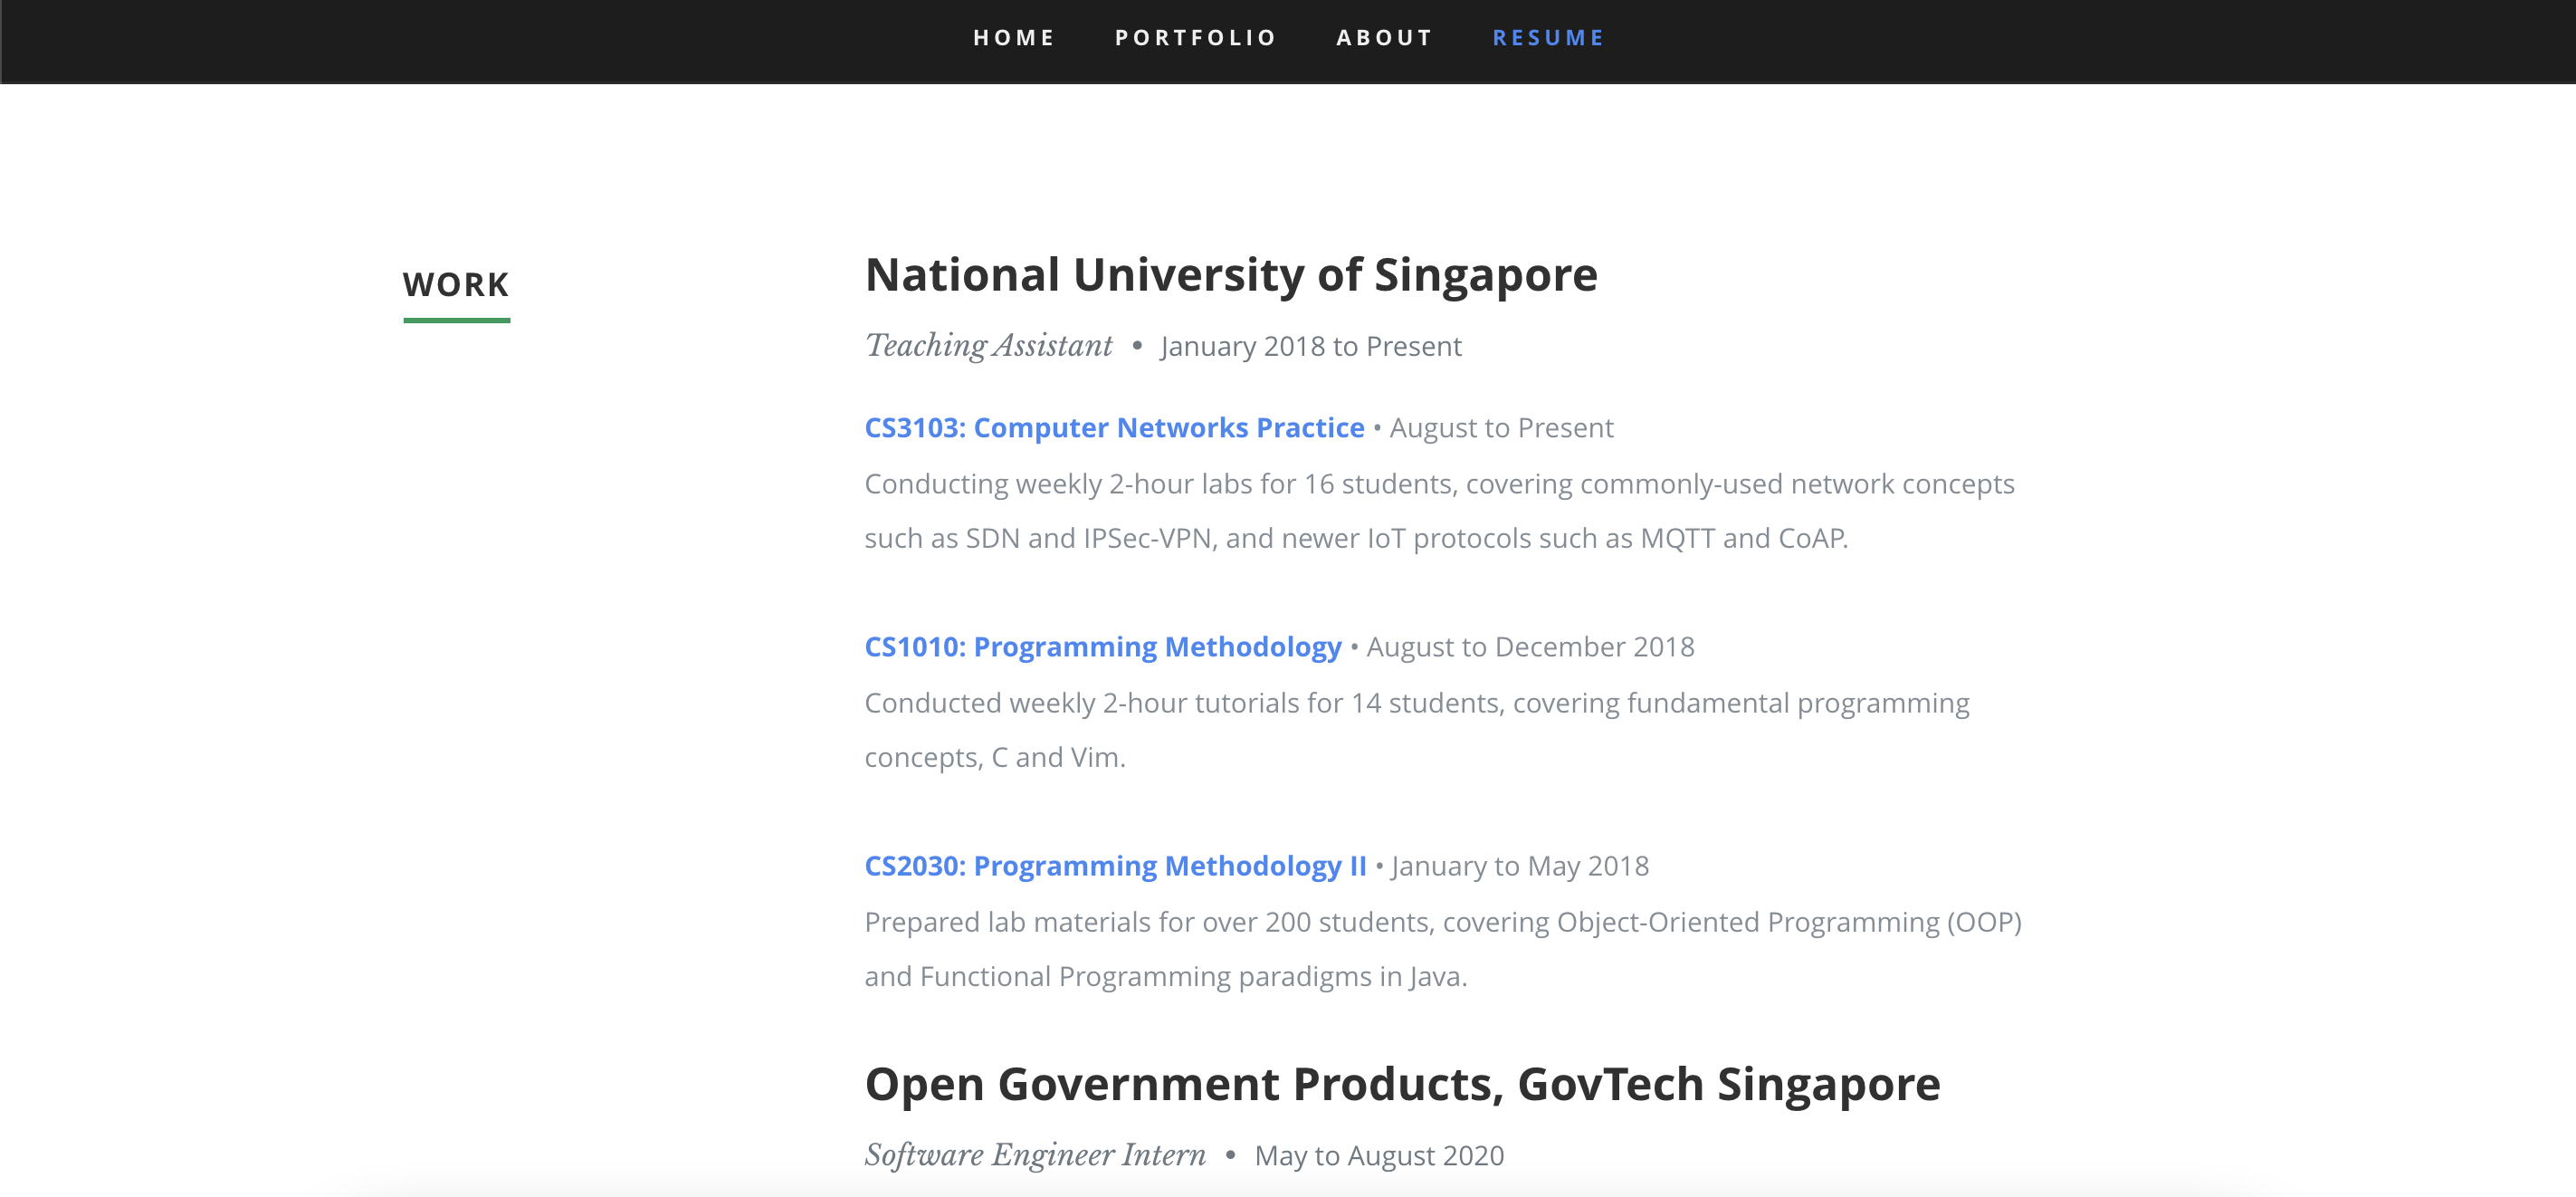 HOME PORTFOLIO ABOUT RESUME
WORK
National University of Singapore
Teaching Assistant • January 2018 to Present
CS3103: Computer Networks Practice • August to Present
Conducting weekly 2-hour labs for 16 students, covering commonly-used network concepts
such as SDN and IPSec-VPN, and newer IoT protocols such as MQTT and CoAP.
CS1010: Programming Methodology • August to December 2018
Conducted weekly 2-hour tutorials for 14 students, covering fundamental programming
concepts, C and Vim.
CS2030: Programming Methodology II • January to May 2018
Prepared lab materials for over 200 students, covering Object-Oriented Programming (OOP)
and Functional Programming paradigms in Java.
Open Government Products, GovTech Singapore
Software Engineer Intern • May to August 2020